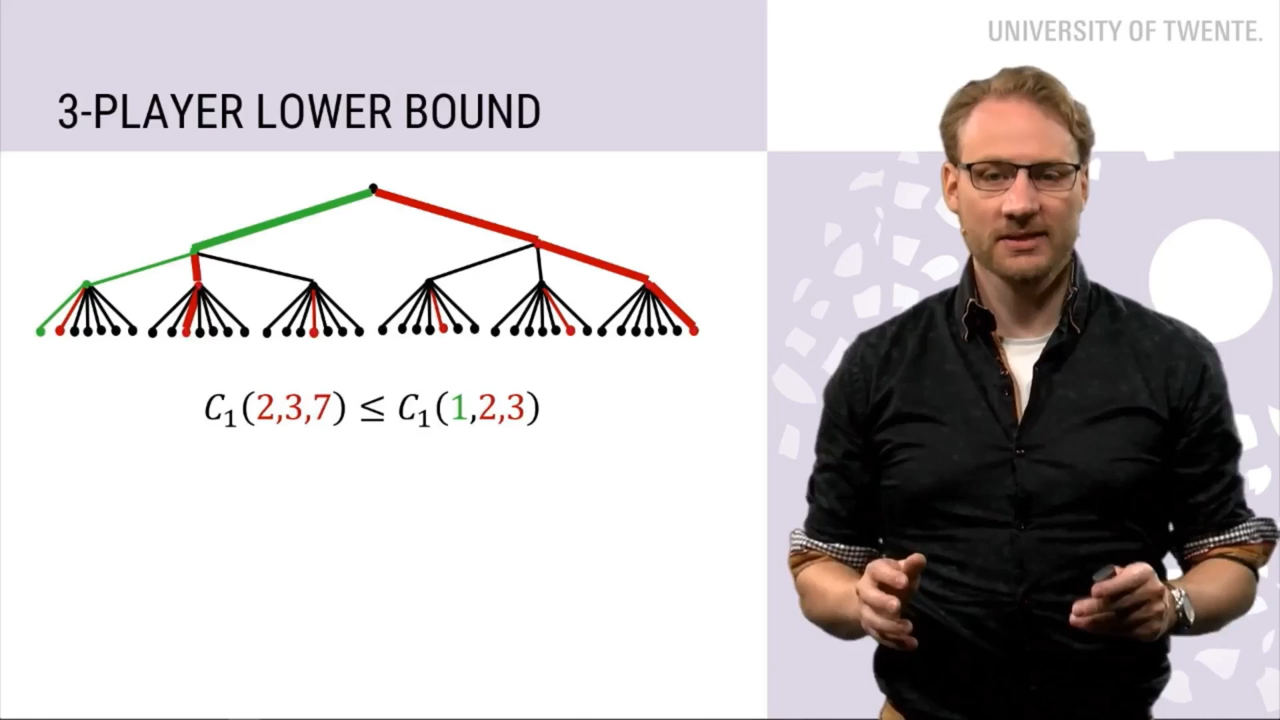 UNIVERSITY OF TWENTE.
3-PLAYER LOWER BOUND
C₁(2,3,7) ≤ C₁(1,2,3)